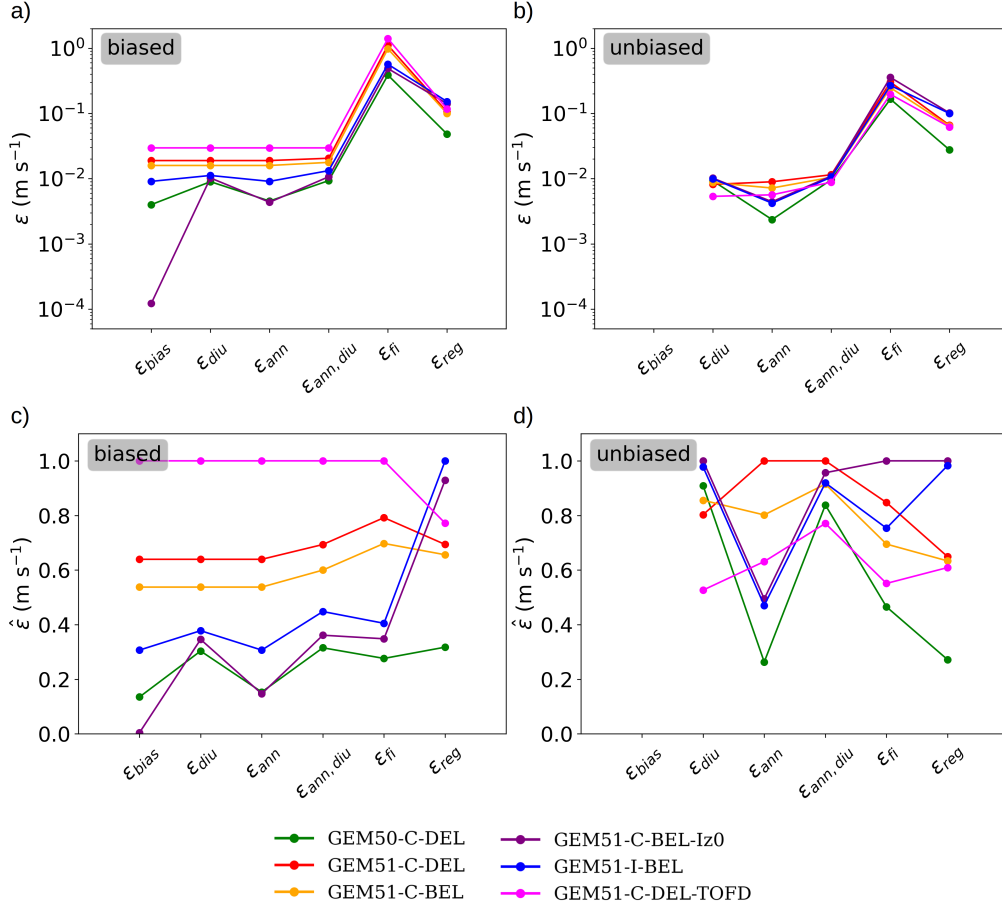 a)
biased
10⁰
10⁻¹
10⁻²
10⁻³
10⁻⁴
ε (m s⁻¹)
ε_bias
ε_diu
ε_ann
ε_ann, diu
ε_fi
ε_reg
b)
unbiased
10⁰
10⁻¹
10⁻²
10⁻³
10⁻⁴
ε (m s⁻¹)
ε_bias
ε_diu
ε_ann
ε_ann, diu
ε_fi
ε_reg
c)
biased
1.0
0.8
0.6
0.4
0.2
0.0
ε̂ (m s⁻¹)
ε_bias
ε_diu
ε_ann
ε_ann, diu
ε_fi
ε_reg
d)
unbiased
1.0
0.8
0.6
0.4
0.2
0.0
ε̂ (m s⁻¹)
ε_bias
ε_diu
ε_ann
ε_ann, diu
ε_fi
ε_reg
GEM50-C-DEL
GEM51-C-DEL
GEM51-C-BEL
GEM51-C-BEL-Iz0
GEM51-I-BEL
GEM51-C-DEL-TOFD